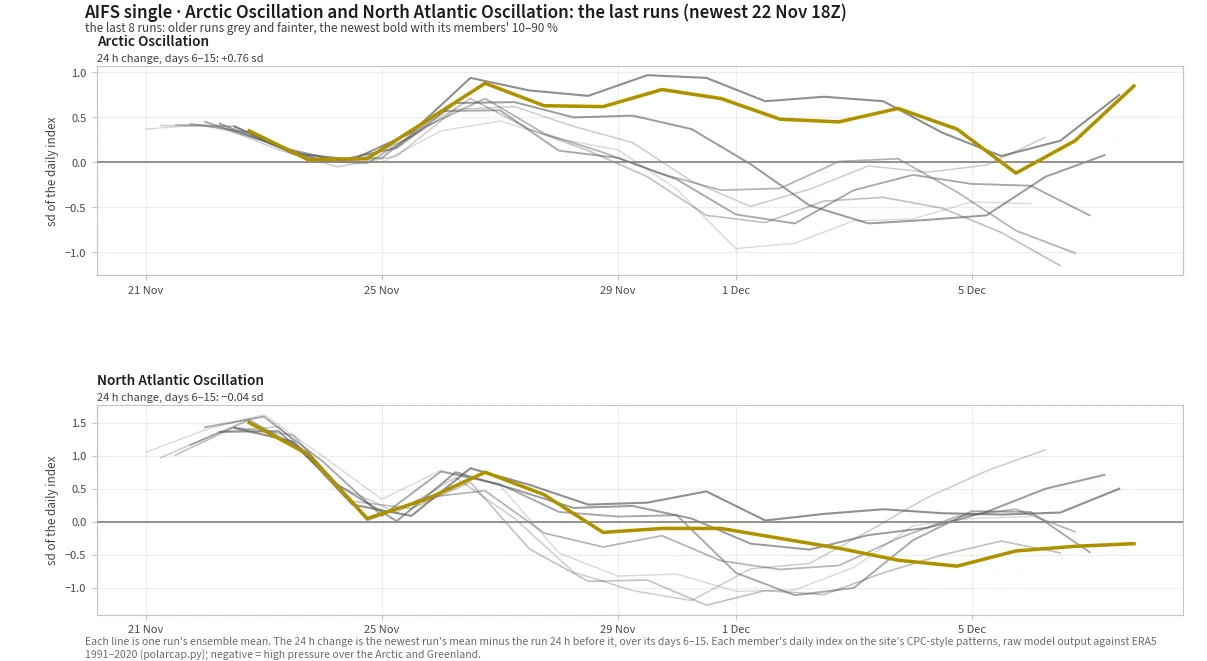 AIFS single · Arctic Oscillation and North Atlantic Oscillation: the last runs (newest 22 Nov 18Z)
the last 8 runs: older runs grey and fainter, the newest bold with its members' 10–90 %
Arctic Oscillation
24 h change, days 6–15: +0.76 sd
1.0
0.5
0.0
−0.5
−1.0
sd of the daily index
21 Nov
25 Nov
29 Nov
1 Dec
5 Dec
North Atlantic Oscillation
24 h change, days 6–15: −0.04 sd
1.5
1.0
0.5
0.0
−0.5
−1.0
sd of the daily index
21 Nov
25 Nov
29 Nov
1 Dec
5 Dec
Each line is one run's ensemble mean. The 24 h change is the newest run's mean minus the run 24 h before it, over its days 6–15. Each member's daily index on the site's CPC-style patterns, raw model output against ERA5
1991–2020 (polarcap.py); negative = high pressure over the Arctic and Greenland.